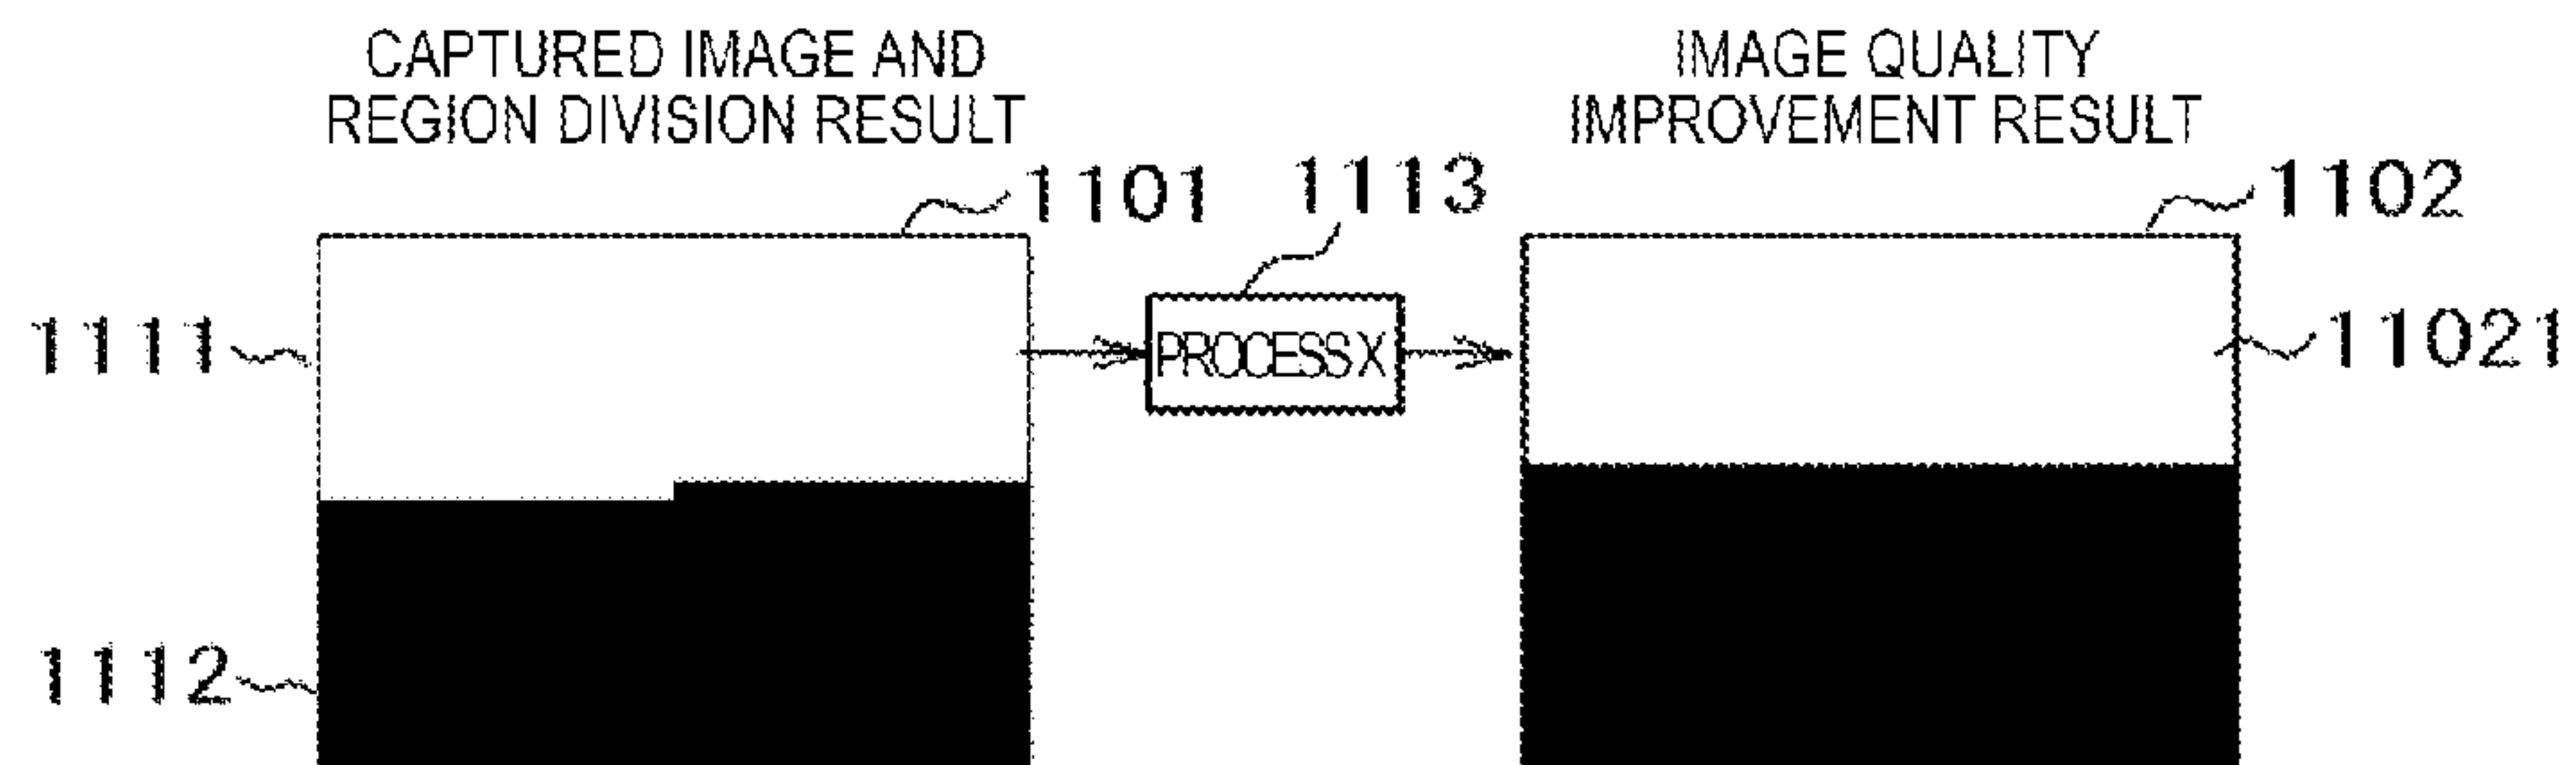 CAPTURED IMAGE AND
REGION DIVISION RESULT
IMAGE QUALITY
IMPROVEMENT RESULT
1101
1113
1102
1111
PROCESS X
11021
1112